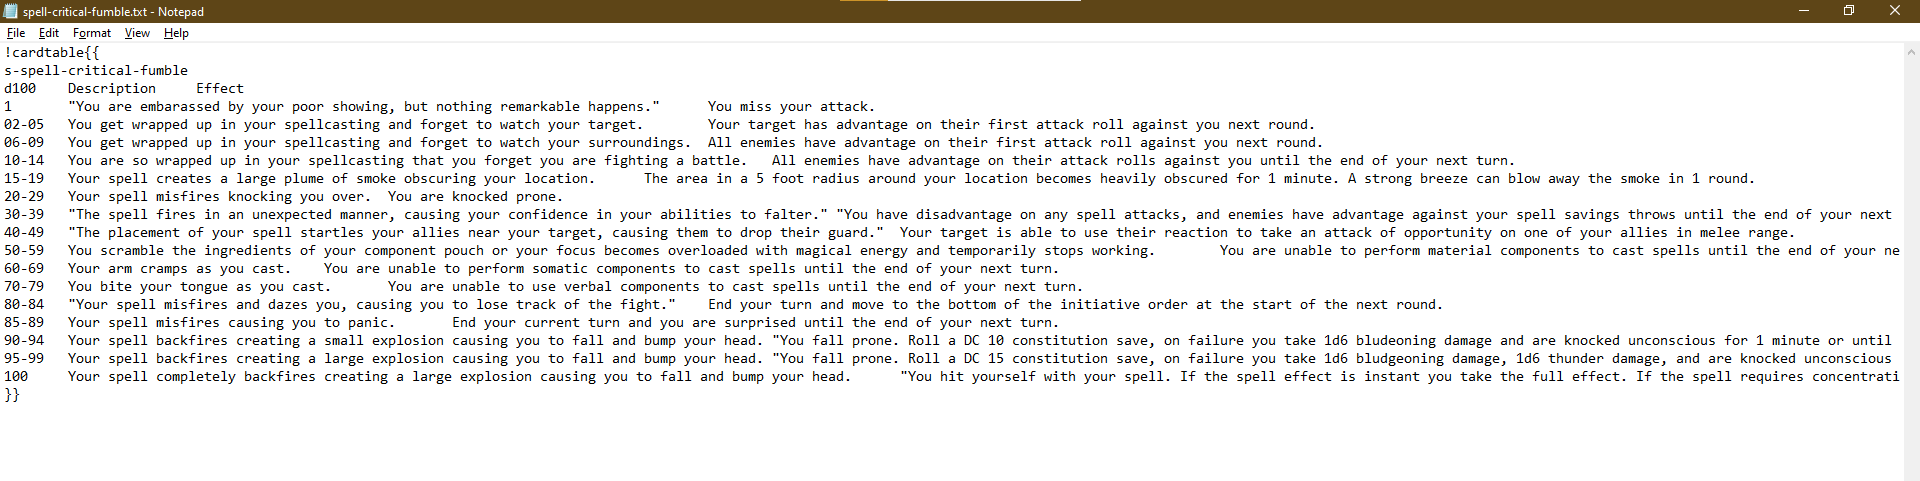 spell-critical-fumble.txt - Notepad
File Edit Format View Help
!cardtable{{
s-spell-critical-fumble
d100 Description Effect
1 "You are embarassed by your poor showing, but nothing remarkable happens." You miss your attack.
02-05 You get wrapped up in your spellcasting and forget to watch your target. Your target has advantage on their first attack roll against you next round.
06-09 You get wrapped up in your spellcasting and forget to watch your surroundings. All enemies have advantage on their first attack roll against you next round.
10-14 You are so wrapped up in your spellcasting that you forget you are fighting a battle. All enemies have advantage on their attack rolls against you until the end of your next turn.
15-19 Your spell creates a large plume of smoke obscuring your location. The area in a 5 foot radius around your location becomes heavily obscured for 1 minute. A strong breeze can blow away the smoke in 1 round.
20-29 Your spell misfires knocking you over. You are knocked prone.
30-39 "The spell fires in an unexpected manner, causing your confidence in your abilities to falter." "You have disadvantage on any spell attacks, and enemies have advantage against your spell savings throws until the end of your next
40-49 "The placement of your spell startles your allies near your target, causing them to drop their guard." Your target is able to use their reaction to take an attack of opportunity on one of your allies in melee range.
50-59 You scramble the ingredients of your component pouch or your focus becomes overloaded with magical energy and temporarily stops working. You are unable to perform material components to cast spells until the end of your ne
60-69 Your arm cramps as you cast. You are unable to perform somatic components to cast spells until the end of your next turn.
70-79 You bite your tongue as you cast. You are unable to use verbal components to cast spells until the end of your next turn.
80-84 "Your spell misfires and dazes you, causing you to lose track of the fight." End your turn and move to the bottom of the initiative order at the start of the next round.
85-89 Your spell misfires causing you to panic. End your current turn and you are surprised until the end of your next turn.
90-94 Your spell backfires creating a small explosion causing you to fall and bump your head. "You fall prone. Roll a DC 10 constitution save, on failure you take 1d6 bludeoning damage and are knocked unconscious for 1 minute or until
95-99 Your spell backfires creating a large explosion causing you to fall and bump your head. "You fall prone. Roll a DC 15 constitution save, on failure you take 1d6 bludgeoning damage, 1d6 thunder damage, and are knocked unconscious
100 Your spell completely backfires creating a large explosion causing you to fall and bump your head. "You hit yourself with your spell. If the spell effect is instant you take the full effect. If the spell requires concentrati
}}